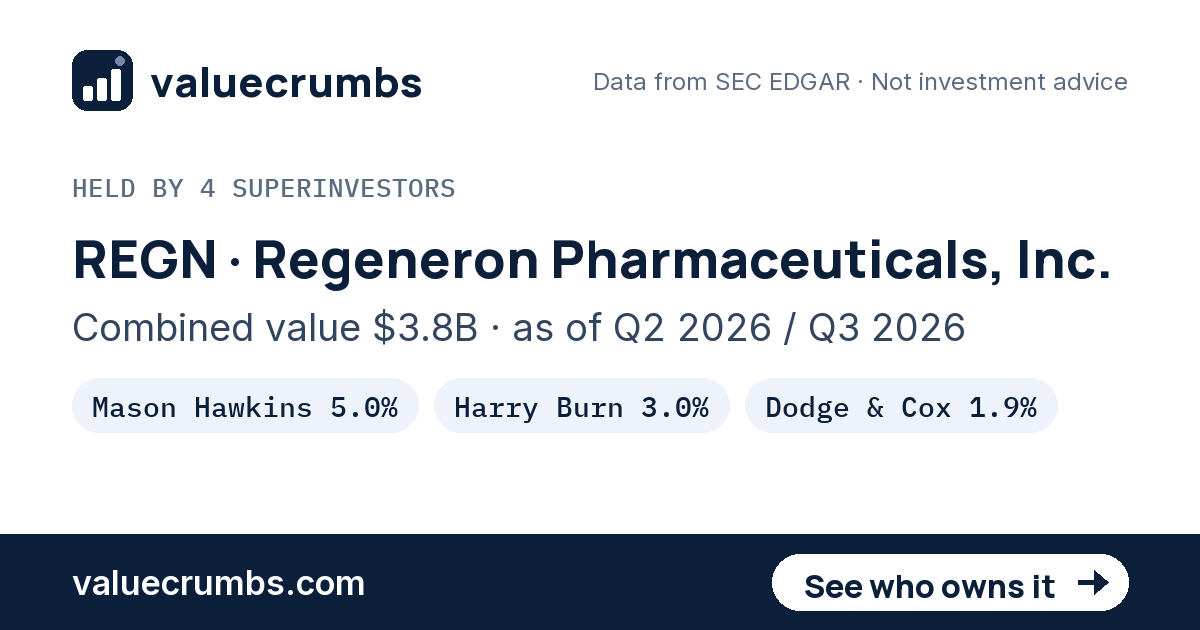 valuecrumbs
Data from SEC EDGAR · Not investment advice
HELD BY 4 SUPERINVESTORS
REGN · Regeneron Pharmaceuticals, Inc.
Combined value $3.8B · as of Q2 2026 / Q3 2026
Mason Hawkins 5.0%
Harry Burn 3.0%
Dodge & Cox 1.9%
valuecrumbs.com
See who owns it →